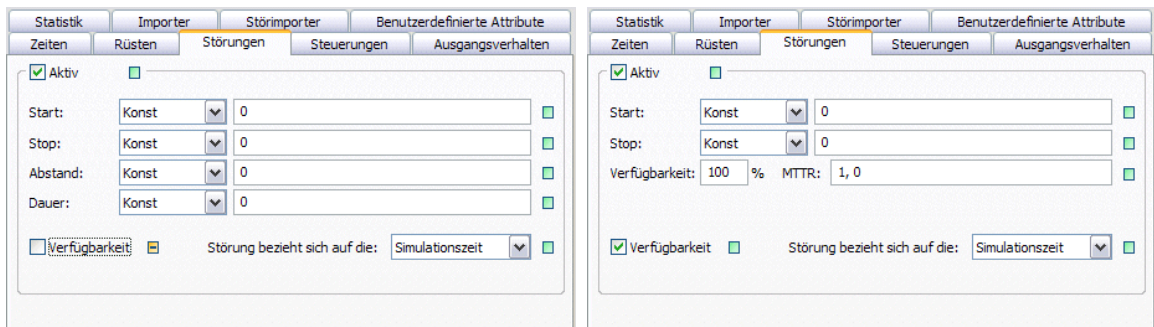 Statistik Importer Störimporter Benutzerdefinierte Attribute
Zeiten Rüsten Störungen Steuerungen Ausgangsverhalten
Aktiv
Start: Konst 0
Stop: Konst 0
Abstand: Konst 0
Dauer: Konst 0
Verfügbarkeit Störung bezieht sich auf die: Simulationszeit
Statistik Importer Störimporter Benutzerdefinierte Attribute
Zeiten Rüsten Störungen Steuerungen Ausgangsverhalten
Aktiv
Start: Konst 0
Stop: Konst 0
Verfügbarkeit: 100 % MTTR: 1, 0
Verfügbarkeit Störung bezieht sich auf die: Simulationszeit